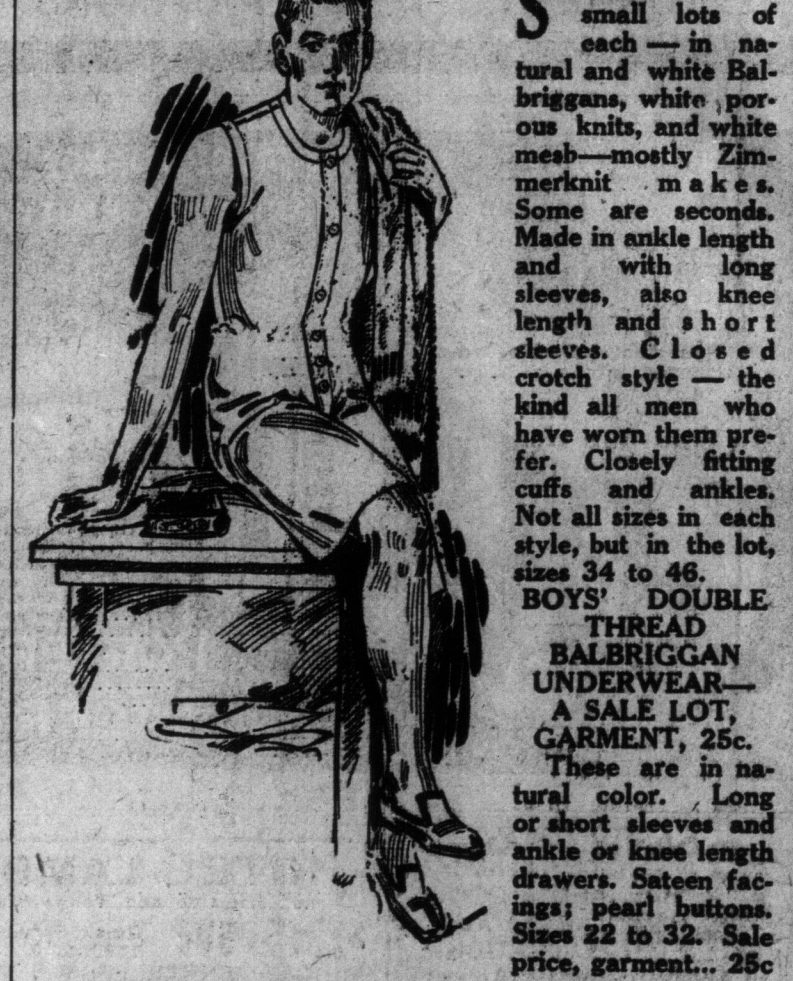 S small lots of
each — in na-
tural and white Bal-
briggans, white por-
ous knits, and white
mesh—mostly Zim-
merknit makes.
Some are seconds.
Made in ankle length
and with long
sleeves, also knee
length and short
sleeves. Closed
crotch style — the
kind all men who
have worn them pre-
fer. Closely fitting
cuffs and ankles.
Not all sizes in each
style, but in the lot,
sizes 34 to 46.
BOYS' DOUBLE
THREAD
BALBRIGGAN
UNDERWEAR—
A SALE LOT,
GARMENT, 25c.
These are in na-
tural color. Long
or short sleeves and
ankle or knee length
drawers. Sateen fac-
ings; pearl buttons.
Sizes 22 to 32. Sale
price, garment... 25c